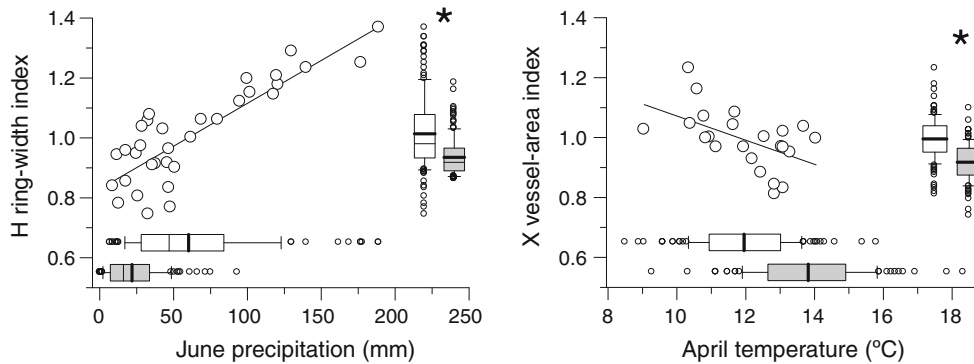 1.4
1.2
1.0
0.8
0.6
H ring-width index
*
0 50 100 150 200 250
June precipitation (mm)
1.4
1.2
1.0
0.8
0.6
X vessel-area index
*
8 10 12 14 16 18
April temperature (ºC)